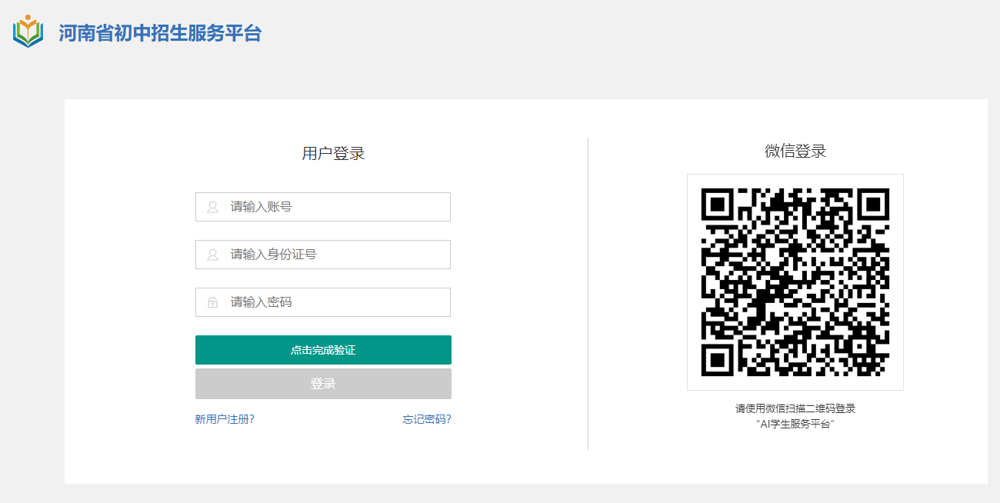 河南省初中招生服务平台
用户登录
请输入账号
请输入身份证号
请输入密码
点击完成验证
登录
新用户注册?
忘记密码?
微信登录
请使用微信扫描二维码登录
“AI学生服务平台”